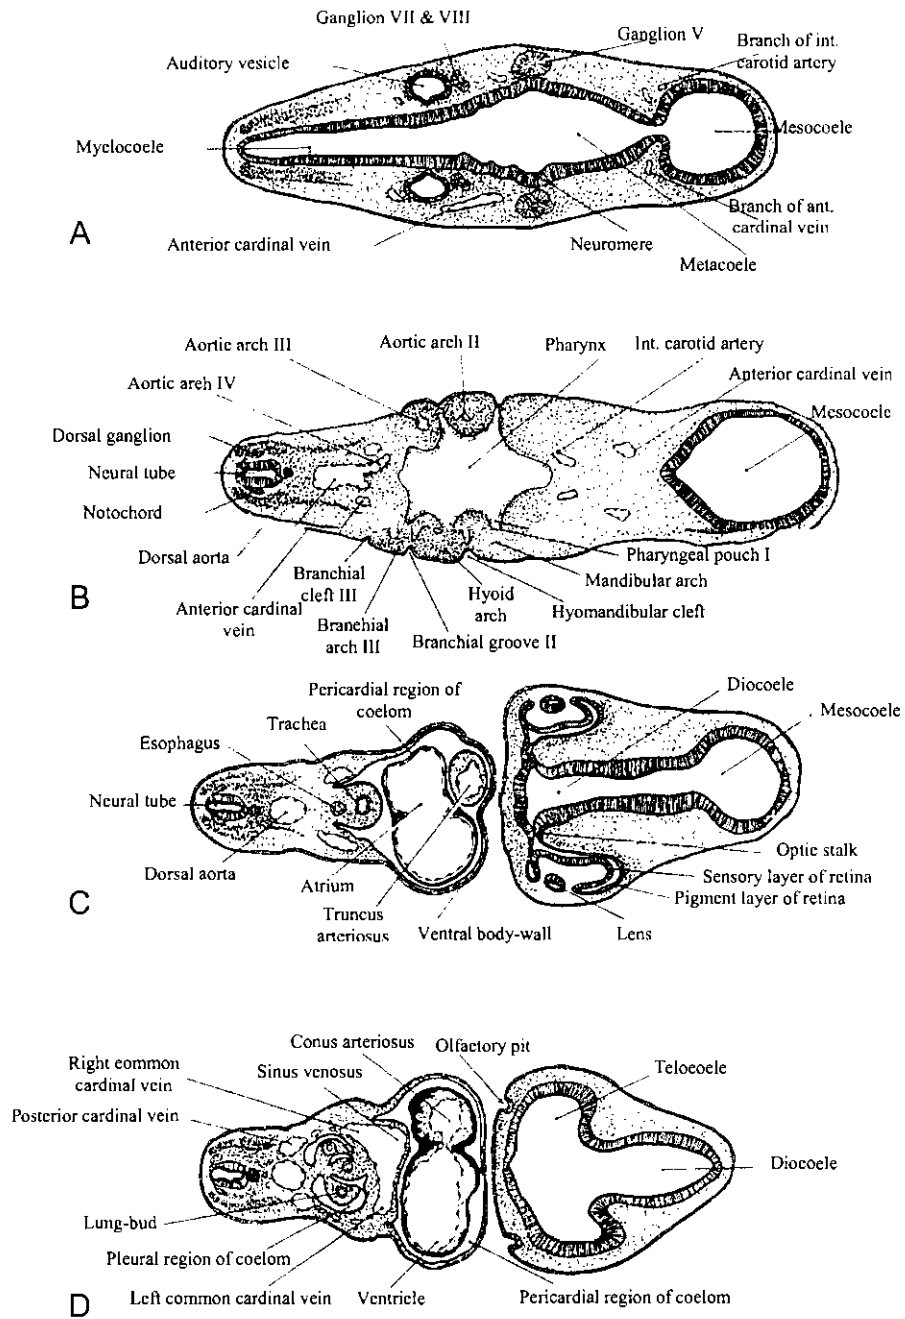 Ganglion VII & VIII
Ganglion V
Branch of int.
carotid artery
Auditory vesicle
Myclocoele
Mesocoele
Branch of ant.
cardinal vein
Anterior cardinal vein
Neuromere
Metacoele
A
Aortic arch III
Aortic arch II
Pharynx
Int. carotid artery
Aortic areh IV
Anterior cardinal vein
Mesocoele
Dorsal ganglion
Neural tube
Notochord
Dorsal aorta
Pharyngeal pouch I
Branchial
cleft III
Mandibular arch
Hyoid
arch
Hyomandibular cleft
Anterior cardinal
vein
Branehial
arch III
Branchial groove II
B
Pericardial region of
coelom
Diocoele
Mesocoele
Trachea
Esophagus
Neural tube
Optic stalk
Dorsal aorta
Atrium
Sensory layer of retina
Pigment layer of retina
Truncus
arteriosus
Ventral body-wall
Lens
C
Conus arteriosus
Olfactory pit
Right eommon
cardinal vein
Sinus venosus
Teloeoele
Posterior cardinal vein
Diocoele
Lung-bud
Pleural region of coelom
Left common cardinal vein
Ventricle
Pericardial region of coelom
D